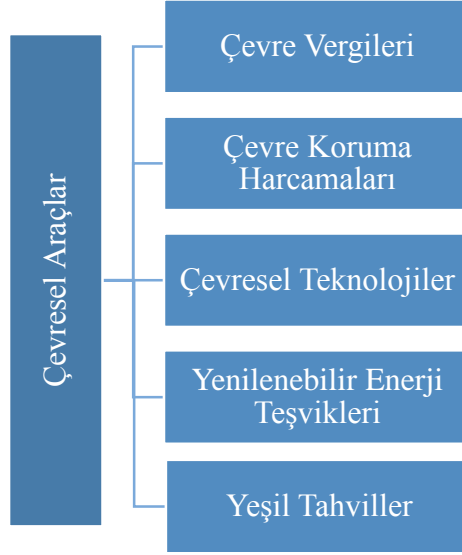 Çevresel Araçlar
Çevre Vergileri
Çevre Koruma
Harcamaları
Çevresel Teknolojiler
Yenilenebilir Enerji
Teşvikleri
Yeşil Tahviller